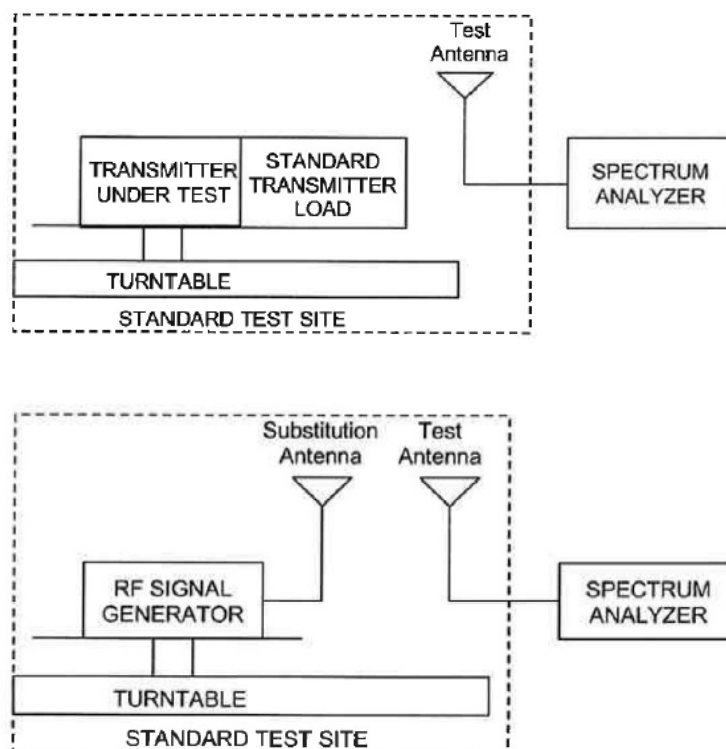 Test
Antenna
TRANSMITTER
UNDER TEST
STANDARD
TRANSMITTER
LOAD
SPECTRUM
ANALYZER
TURNTABLE
STANDARD TEST SITE
Substitution
Antenna
Test
Antenna
RF SIGNAL
GENERATOR
SPECTRUM
ANALYZER
TURNTABLE
STANDARD TEST SITE